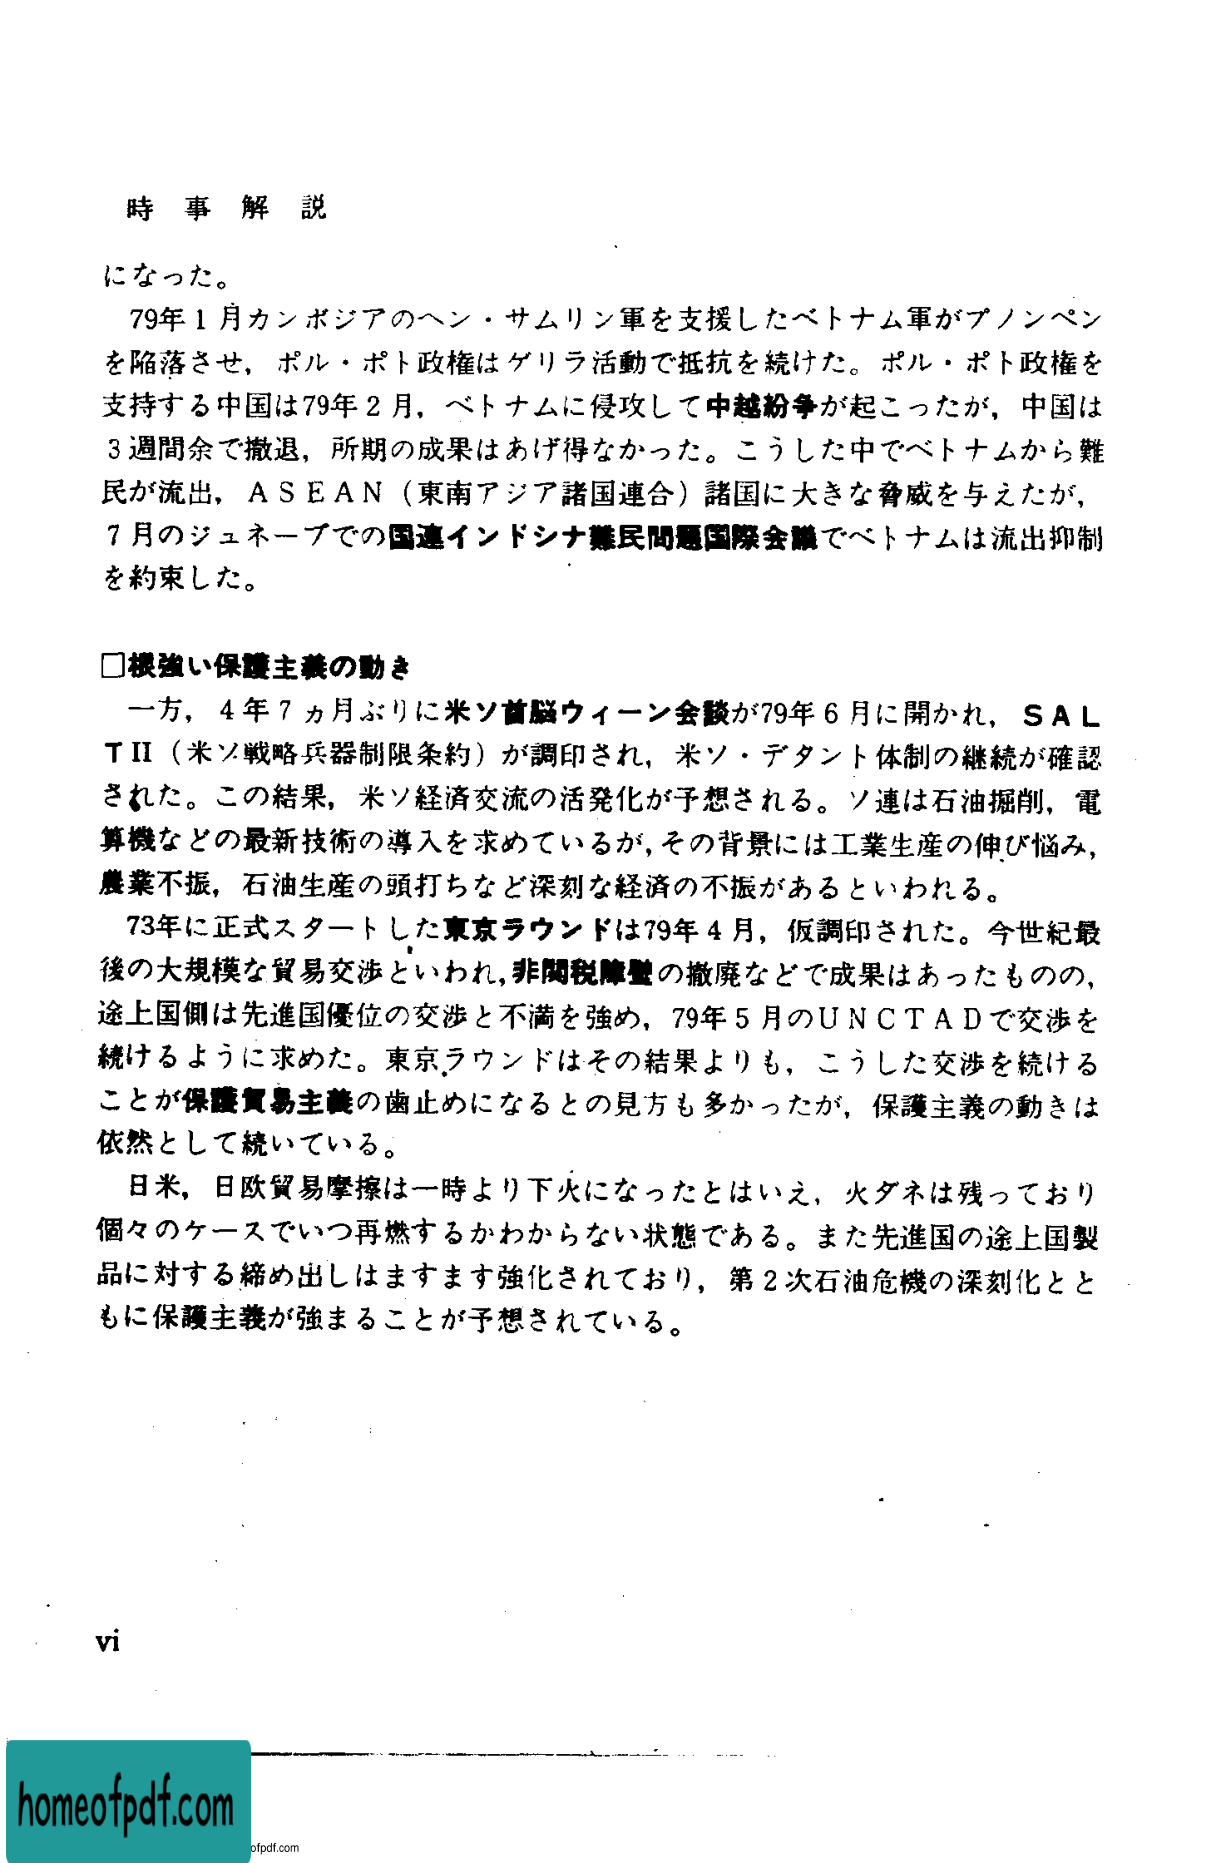 時事解説
になった。
79年1月カンボジアのヘン・サムリン軍を支援したベトナム軍がプノンペン
を陥落させ，ポル・ポト政権はゲリラ活動で抵抗を続けた。ポル・ポト政権を
支持する中国は79年2月，ベトナムに侵攻して中越紛争が起こったが，中国は
3週間余で撤退，所期の成果はあげ得なかった。こうした中でベトナムから難
民が流出，ＡＳＥＡＮ（東南アジア諸国連合）諸国に大きな脅威を与えたが，
7月のジュネーブでの国連インドシナ難民問題国際会議でベトナムは流出抑制
を約束した。
□根強い保護主義の動き
一方，4年7ヵ月ぶりに米ソ首脳ウィーン会談が79年6月に開かれ，ＳＡＬ
ＴII（米ソ戦略兵器制限条約）が調印され，米ソ・デタント体制の継続が確認
された。この結果，米ソ経済交流の活発化が予想される。ソ連は石油掘削，電
算機などの最新技術の導入を求めているが，その背景には工業生産の伸び悩み，
農業不振，石油生産の頭打ちなど深刻な経済の不振があるといわれる。
73年に正式スタートした東京ラウンドは79年4月，仮調印された。今世紀最
後の大規模な貿易交渉といわれ，非関税障壁の撤廃などで成果はあったものの，
途上国側は先進国優位の交渉と不満を強め，79年5月のＵＮＣＴＡＤで交渉を
続けるように求めた。東京ラウンドはその結果よりも，こうした交渉を続ける
ことが保護貿易主義の歯止めになるとの見方も多かったが，保護主義の動きは
依然として続いている。
日米，日欧貿易摩擦は一時より下火になったとはいえ，火ダネは残っており
個々のケースでいつ再燃するかわからない状態である。また先進国の途上国製
品に対する締め出しはますます強化されており，第2次石油危機の深刻化とと
もに保護主義が強まることが予想されている。
vi
homeofpdf.com
ofpdf.com